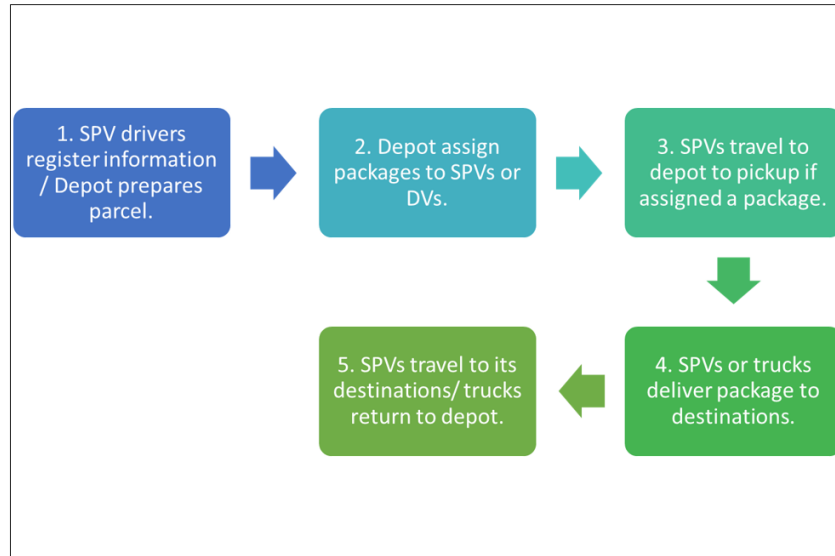 1. SPV drivers
register information
/ Depot prepares
parcel.
2. Depot assign
packages to SPVs or
DVs.
3. SPVs travel to
depot to pickup if
assigned a package.
4. SPVs or trucks
deliver package to
destinations.
5. SPVs travel to its
destinations/ trucks
return to depot.